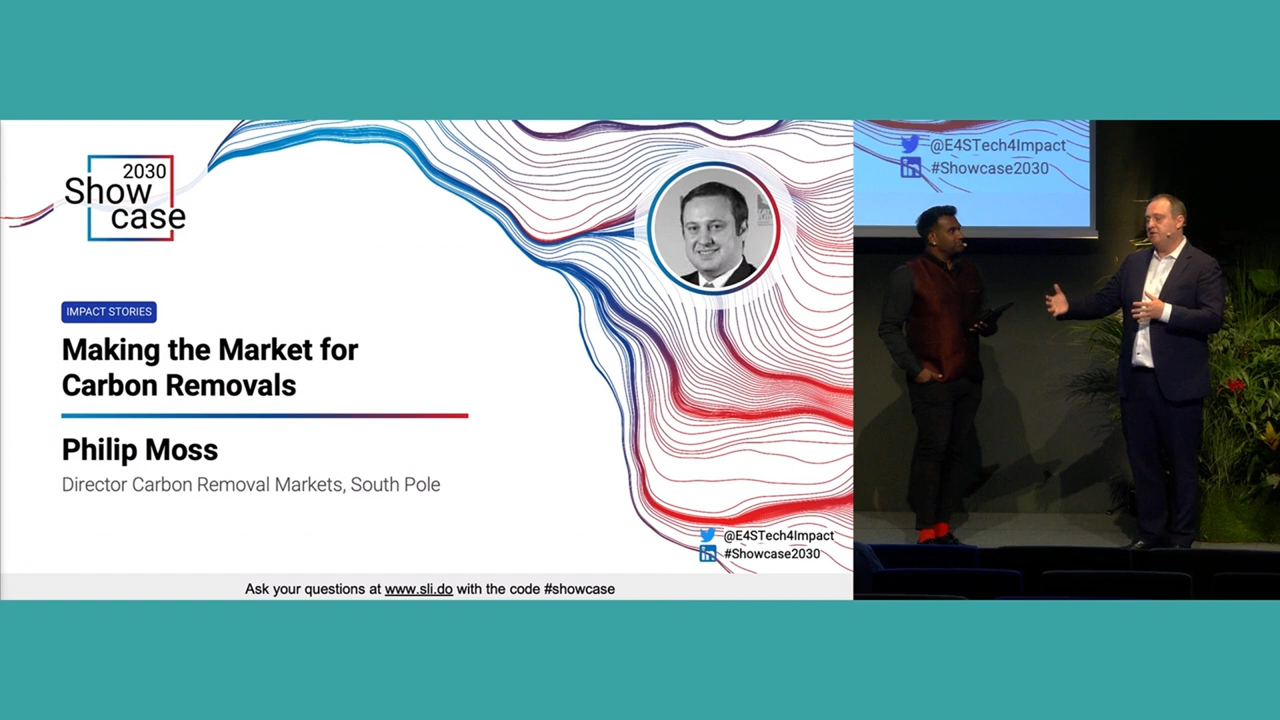 2030
Show
case
IMPACT STORIES
Making the Market for
Carbon Removals
Philip Moss
Director Carbon Removal Markets, South Pole
@E4STech4Impact
#Showcase2030
Ask your questions at www.sli.do with the code #showcase
@E4STech4Impact
#Showcase2030